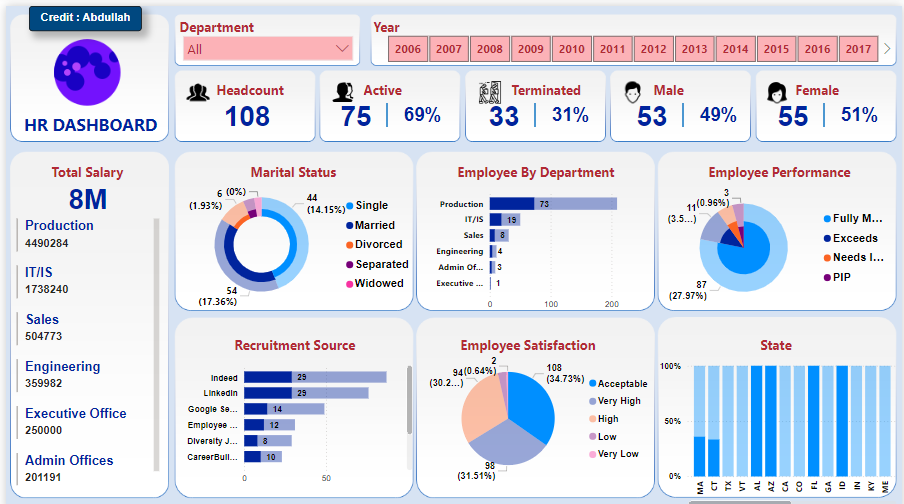 Credit : Abdullah
HR DASHBOARD
Department
All
Year
2006 2007 2008 2009 2010 2011 2012 2013 2014 2015 2016 2017
Headcount
108
Active
75 69%
Terminated
33 31%
Male
53 49%
Female
55 51%
Total Salary
8M
Production
4490284
IT/IS
1738240
Sales
504773
Engineering
359982
Executive Office
250000
Admin Offices
201191
Marital Status
6
(1.93%)
(0%)
44
(14.15%)
54
(17.36%)
Single
Married
Divorced
Separated
Widowed
Employee By Department
Production 73
IT/IS 19
Sales 8
Engineering 4
Admin Of... 3
Executive ... 1
0 100 200
Employee Performance
3
(0.96%)
11
(3.5...)
87
(27.97%)
Fully M...
Exceeds
Needs I...
PIP
Recruitment Source
Indeed 29
LinkedIn 29
Google Se... 14
Employee ... 12
Diversity J... 8
CareerBuil... 10
0 50
Employee Satisfaction
2
(0.64%)
94
(30.2...)
108
(34.73%)
98
(31.51%)
Acceptable
Very High
High
Low
Very Low
State
100%
50%
0%
MA CT TX VT AL AZ CA CO FL GA ID IN KY ME